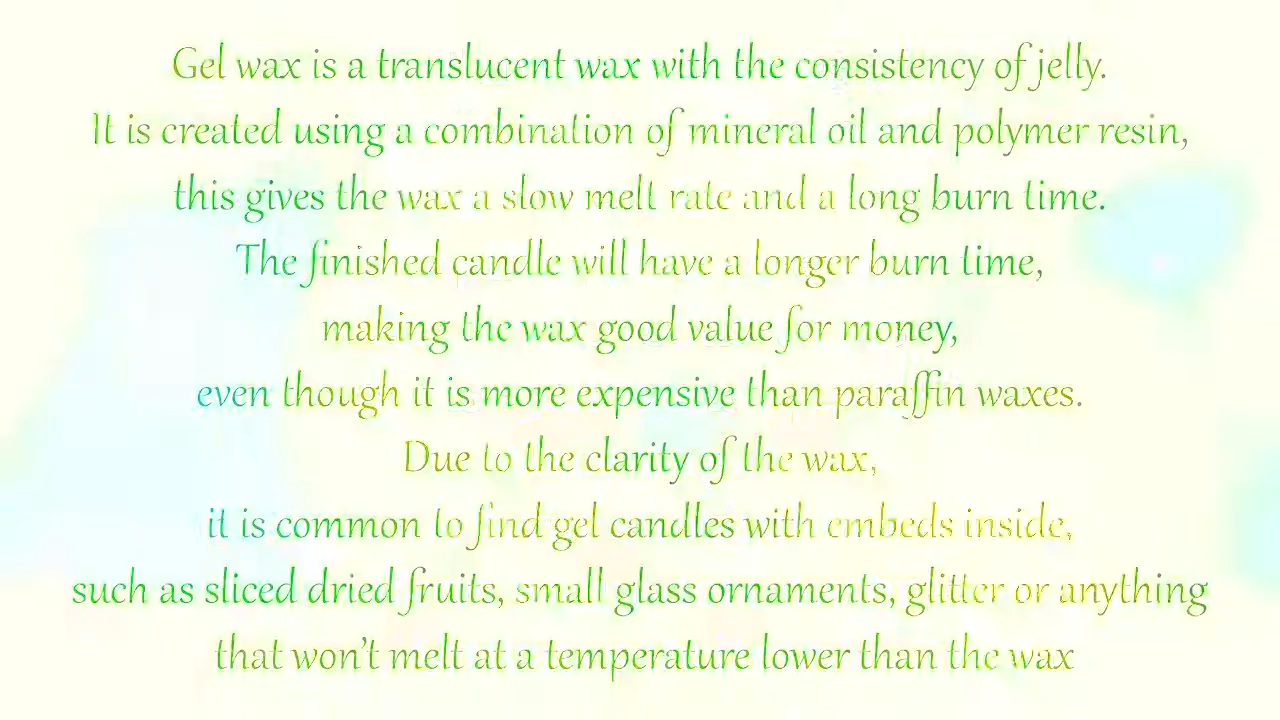 Gel wax is a translucent wax with the consistency of jelly.
It is created using a combination of mineral oil and polymer resin,
this gives the wax a slow melt rate and a long burn time.
The finished candle will have a longer burn time,
making the wax good value for money,
even though it is more expensive than paraffin waxes.
Due to the clarity of the wax,
it is common to find gel candles with embeds inside,
such as sliced dried fruits, small glass ornaments, glitter or anything
that won't melt at a temperature lower than the wax